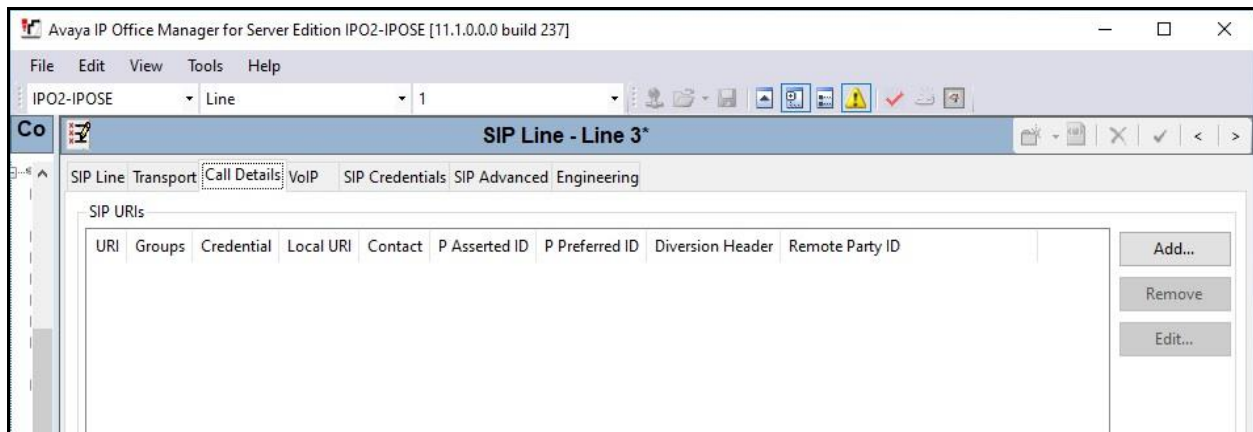 Avaya IP Office Manager for Server Edition IPO2-IPOSE [11.1.0.0.0 build 237]
File Edit View Tools Help
IPO2-IPOSE Line 1
Co SIP Line - Line 3*
SIP Line Transport Call Details VoIP SIP Credentials SIP Advanced Engineering
SIP URIs
URI Groups Credential Local URI Contact P Asserted ID P Preferred ID Diversion Header Remote Party ID
Add...
Remove
Edit...